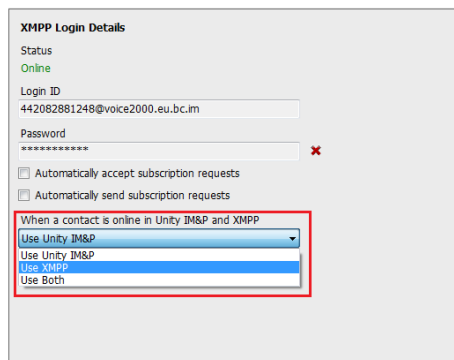 XMPP Login Details
Status
Online
Login ID
442082881248@voice2000.eu.bc.im
Password
***********
Automatically accept subscription requests
Automatically send subscription requests
When a contact is online in Unity IM&P and XMPP
Use Unity IM&P
Use Unity IM&P
Use XMPP
Use Both